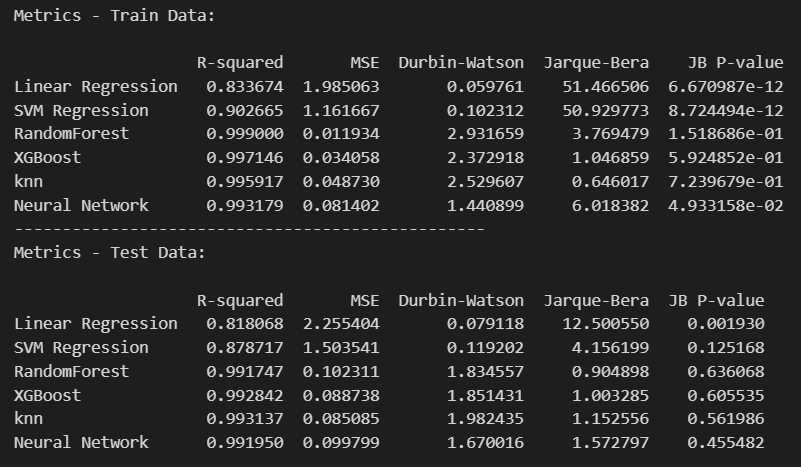 Metrics - Train Data:
R-squared MSE Durbin-Watson Jarque-Bera JB P-value
Linear Regression 0.833674 1.985063 0.059761 51.466506 6.670987e-12
SVM Regression 0.902665 1.161667 0.102312 50.929773 8.724494e-12
RandomForest 0.999000 0.011934 2.931659 3.769479 1.518686e-01
XGBoost 0.997146 0.034058 2.372918 1.046859 5.924852e-01
knn 0.995917 0.048730 2.529607 0.646017 7.239679e-01
Neural Network 0.993179 0.081402 1.440899 6.018382 4.933158e-02
------------------------------------------------
Metrics - Test Data:
R-squared MSE Durbin-Watson Jarque-Bera JB P-value
Linear Regression 0.818068 2.255404 0.079118 12.500550 0.001930
SVM Regression 0.878717 1.503541 0.119202 4.156199 0.125168
RandomForest 0.991747 0.102311 1.834557 0.904898 0.636068
XGBoost 0.992842 0.088738 1.851431 1.003285 0.605535
knn 0.993137 0.085085 1.982435 1.152556 0.561986
Neural Network 0.991950 0.099799 1.670016 1.572797 0.455482